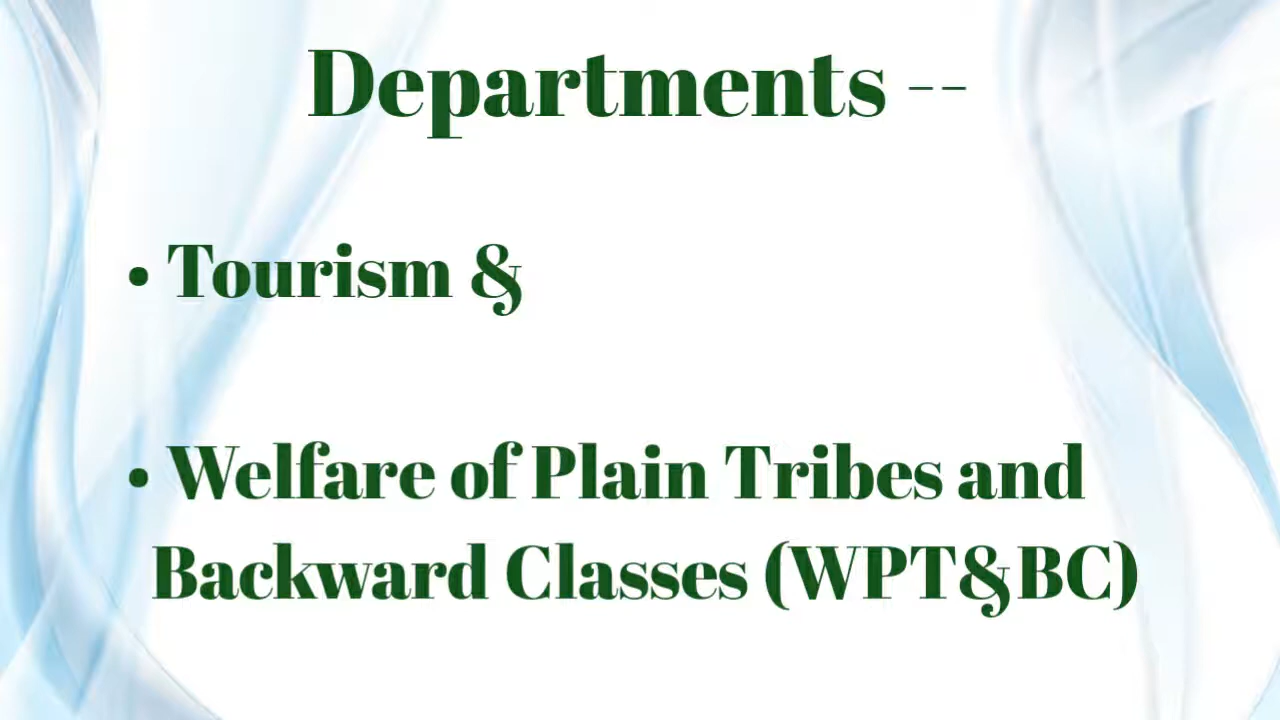 Departments --
• Tourism &
• Welfare of Plain Tribes and
Backward Classes (WPT&BC)